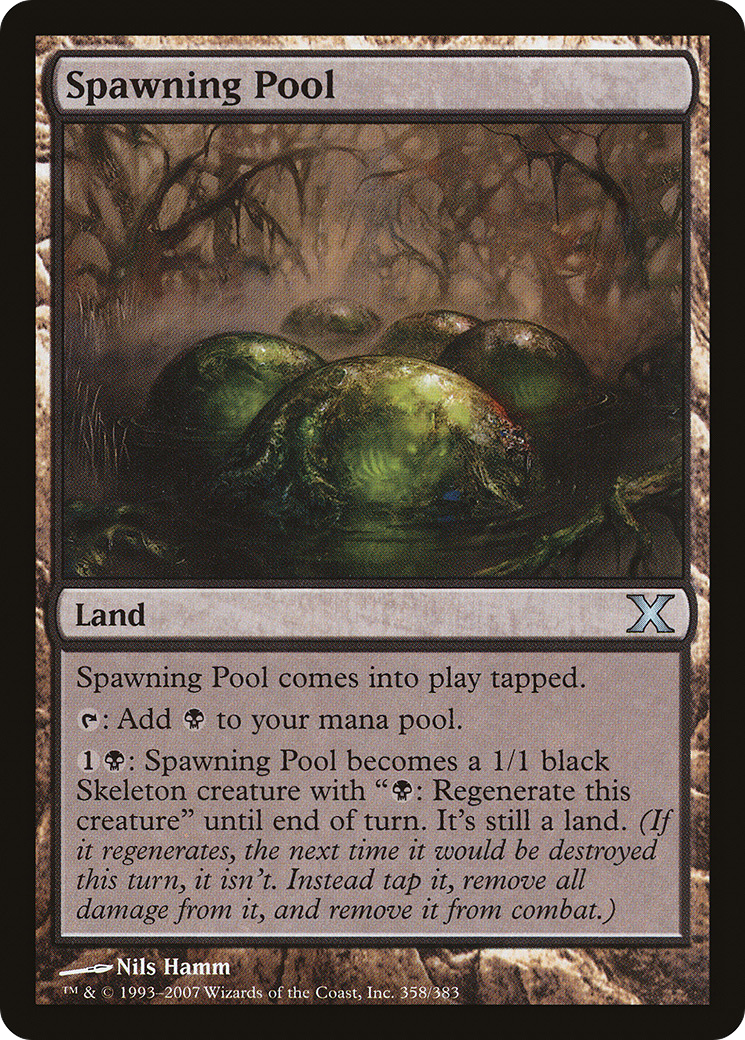 Spawning Pool
Land
X
Spawning Pool comes into play tapped.
: Add to your mana pool.
1 : Spawning Pool becomes a 1/1 black
Skeleton creature with “ : Regenerate this
creature” until end of turn. It's still a land. (If
it regenerates, the next time it would be destroyed
this turn, it isn't. Instead tap it, remove all
damage from it, and remove it from combat.)
Nils Hamm
™ & © 1993–2007 Wizards of the Coast, Inc. 358/383